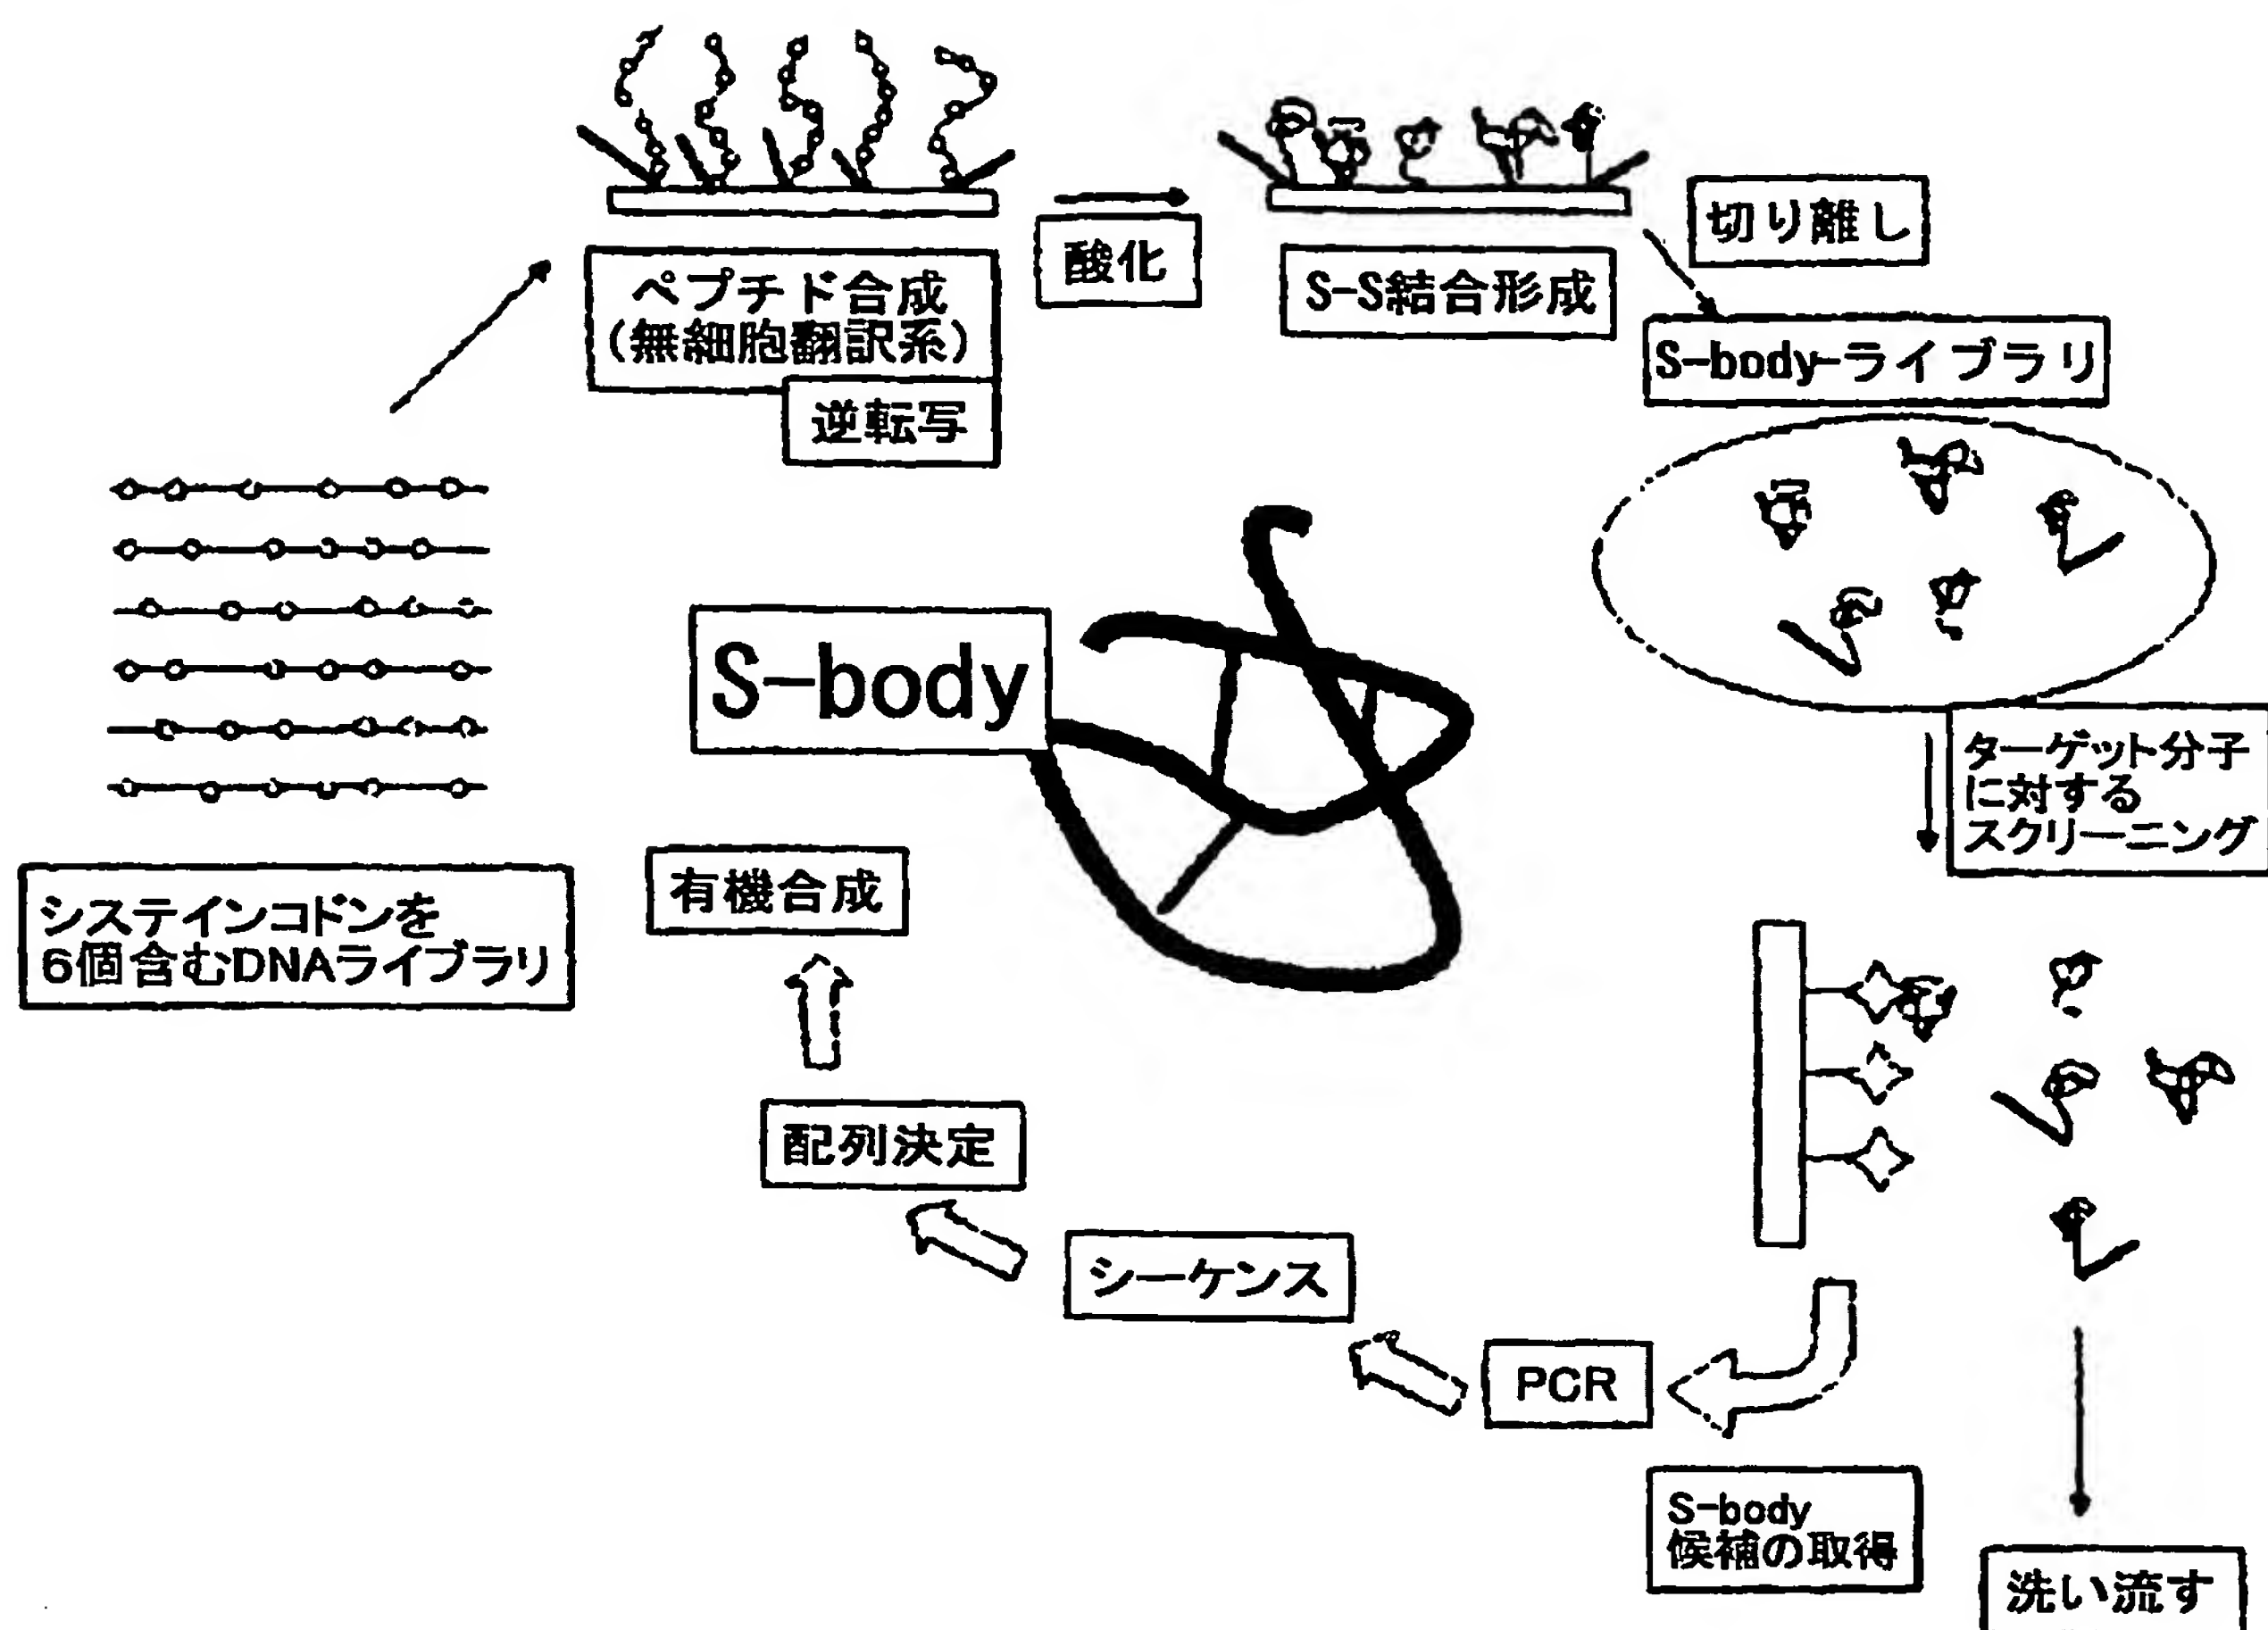 ペプチド合成
(無細胞翻訳系)
逆転写
酸化
S-S結合形成
切り離し
S-body-ライブラリ
S-body
ターゲット分子
に対する
スクリーニング
システインコドンを
6個含むDNAライブラリ
有機合成
配列決定
シーケンス
PCR
S-body
候補の取得
洗い流す